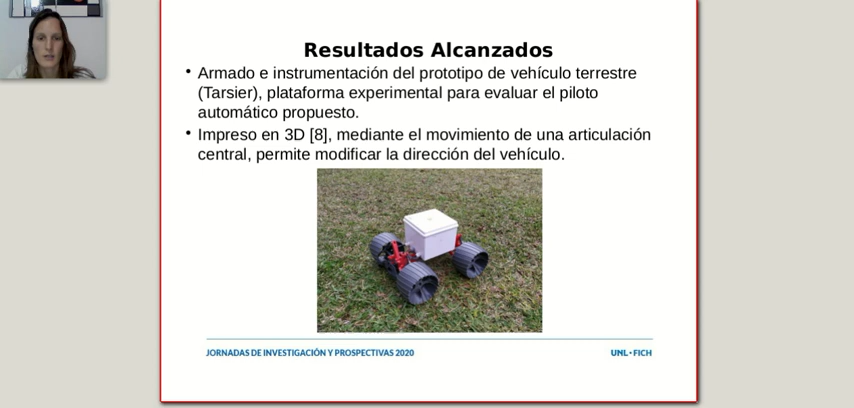 Resultados Alcanzados
• Armado e instrumentación del prototipo de vehículo terrestre
(Tarsier), plataforma experimental para evaluar el piloto
automático propuesto.
• Impreso en 3D [8], mediante el movimiento de una articulación
central, permite modificar la dirección del vehículo.
JORNADAS DE INVESTIGACIÓN Y PROSPECTIVAS 2020
UNL•FICH